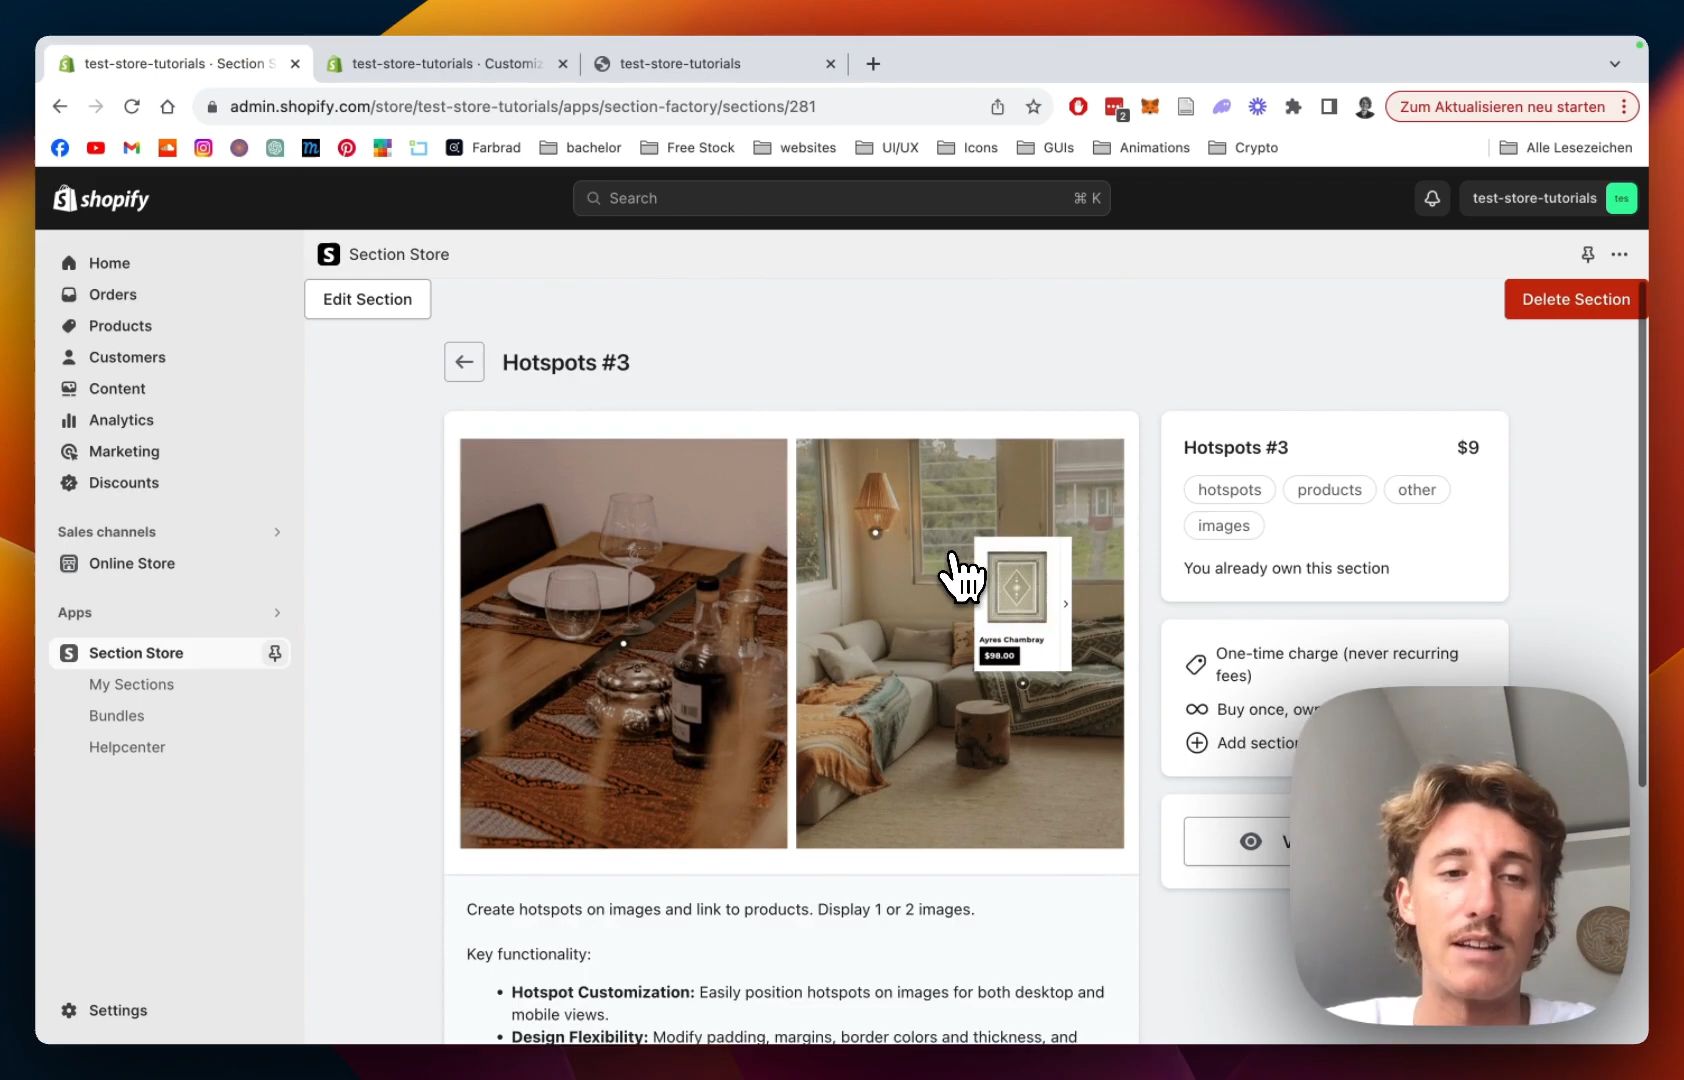 test-store-tutorials · Section S
test-store-tutorials · Customiz
test-store-tutorials
admin.shopify.com/store/test-store-tutorials/apps/section-factory/sections/281
2
Zum Aktualisieren neu starten
Farbrad
bachelor
Free Stock
websites
UI/UX
Icons
GUIs
Animations
Crypto
Alle Lesezeichen
shopify
Search
⌘ K
test-store-tutorials
tes
Home
Orders
Products
Customers
Content
Analytics
Marketing
Discounts
Sales channels
Online Store
Apps
Section Store
My Sections
Bundles
Helpcenter
Settings
Section Store
Edit Section
Delete Section
Hotspots #3
Ayres Chambray
$98.00
Create hotspots on images and link to products. Display 1 or 2 images.
Key functionality:
• Hotspot Customization: Easily position hotspots on images for both desktop and
mobile views.
• Design Flexibility: Modify padding, margins, border colors and thickness, and
Hotspots #3
$9
hotspots
products
other
images
You already own this section
One-time charge (never recurring
fees)
Buy once, ow
Add section